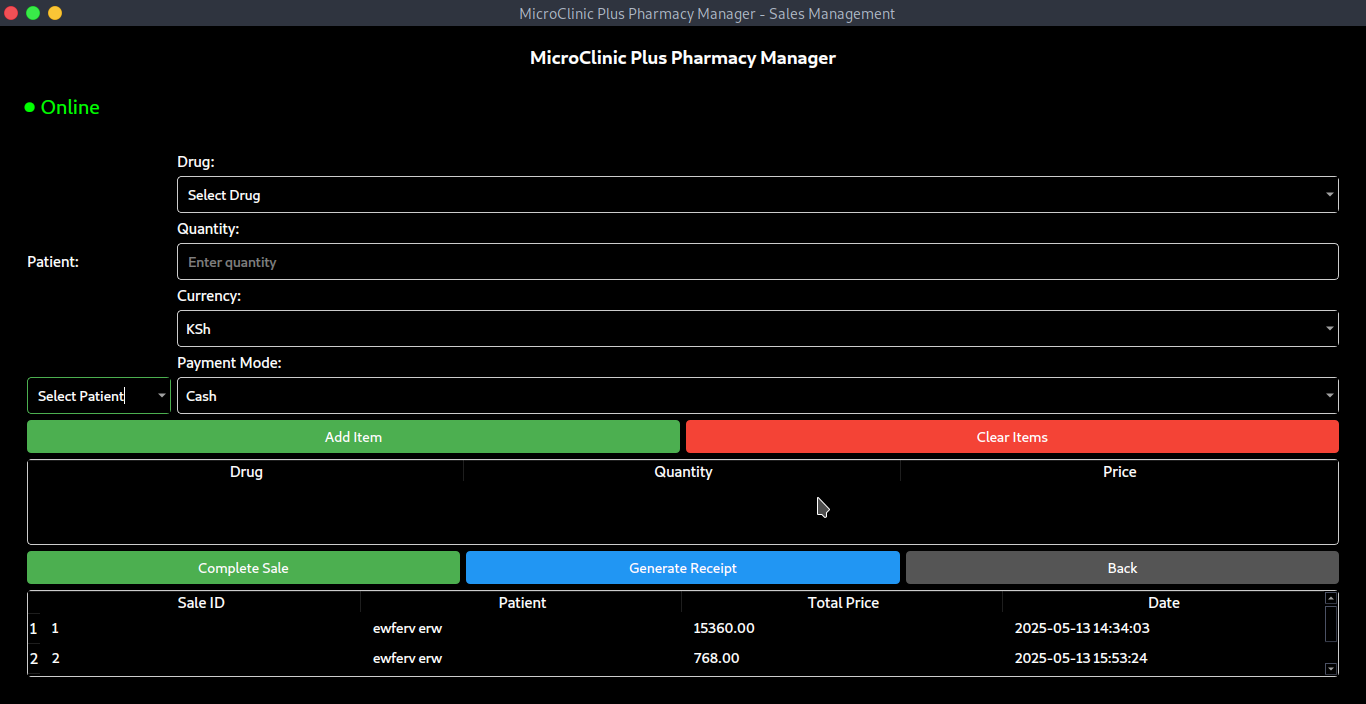 MicroClinic Plus Pharmacy Manager - Sales Management
MicroClinic Plus Pharmacy Manager
Online
Drug:
Select Drug
Quantity:
Patient:
Enter quantity
Currency:
KSh
Payment Mode:
Select Patient
Cash
Add Item
Clear Items
Drug Quantity Price
Complete Sale
Generate Receipt
Back
Sale ID Patient Total Price Date
1 1 ewferv erw 15360.00 2025-05-13 14:34:03
2 2 ewferv erw 768.00 2025-05-13 15:53:24